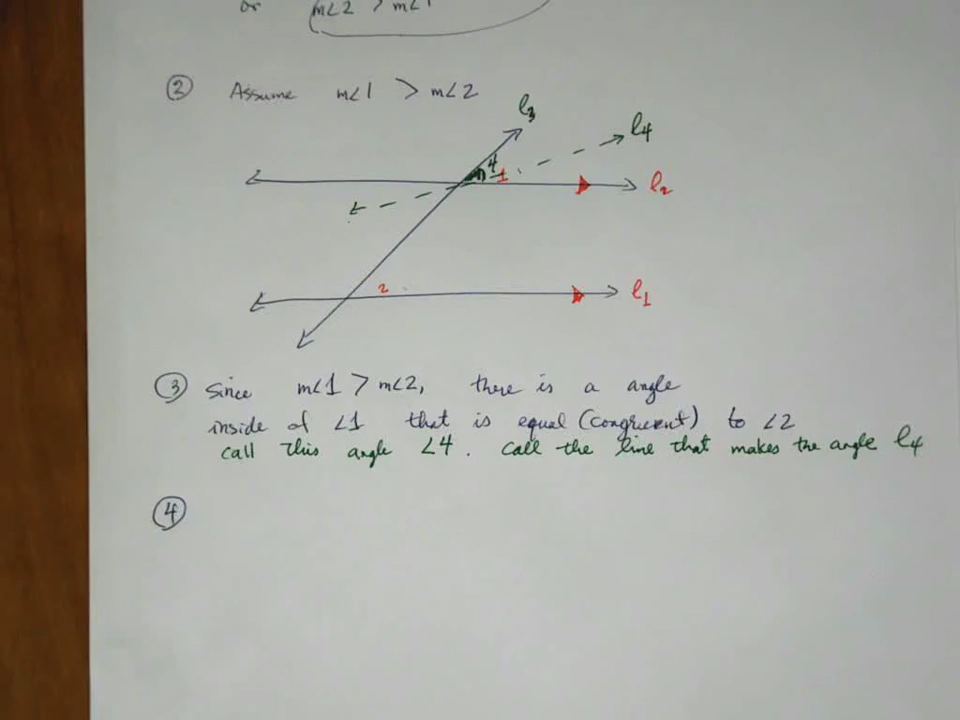 or m∠2 > m∠1
② Assume m∠1 > m∠2
l3
l4
4
1
l2
2
l1
③ Since m∠1 > m∠2, there is a angle
inside of ∠1 that is equal (congruent) to ∠2
call this angle ∠4. Call the line that makes the angle l4
④